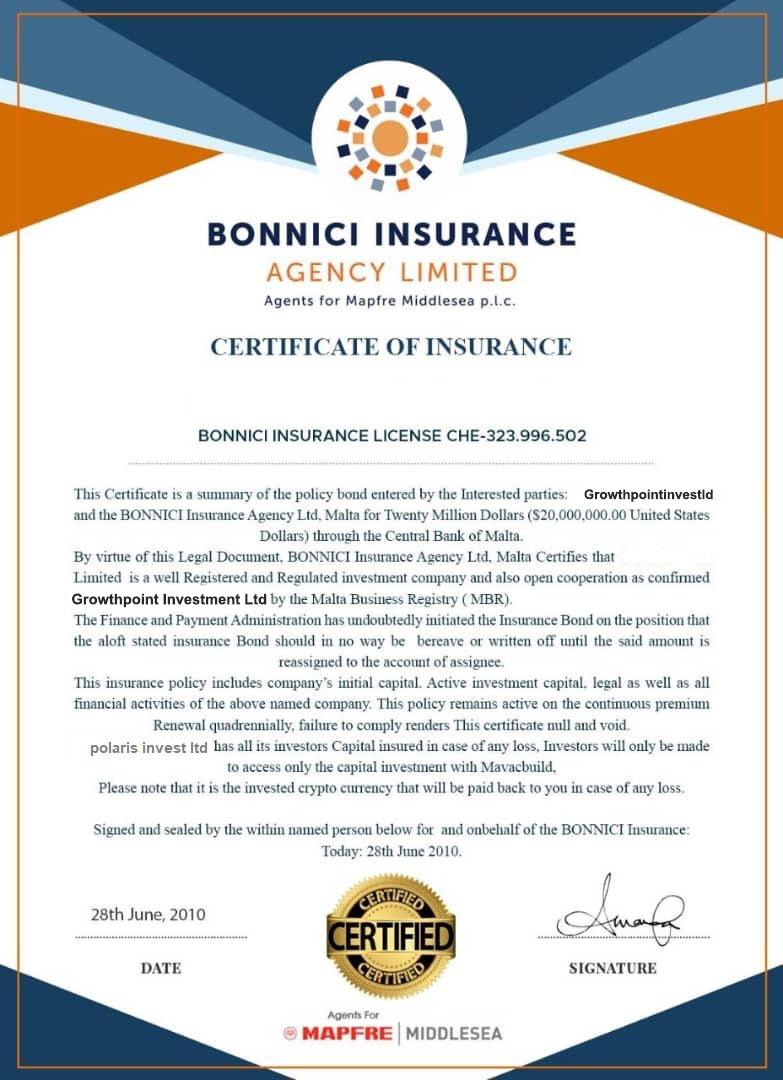 BONNICI INSURANCE
AGENCY LIMITED
Agents for Mapfre Middlesea p.l.c.
CERTIFICATE OF INSURANCE
BONNICI INSURANCE LICENSE CHE-323.996.502
This Certificate is a summary of the policy bond entered by the Interested parties: Growthpointinvestld
and the BONNICI Insurance Agency Ltd, Malta for Twenty Million Dollars ($20,000,000.00 United States
Dollars) through the Central Bank of Malta.
By virtue of this Legal Document, BONNICI Insurance Agency Ltd, Malta Certifies that
Limited is a well Registered and Regulated investment company and also open cooperation as confirmed
Growthpoint Investment Ltd by the Malta Business Registry ( MBR).
The Finance and Payment Administration has undoubtedly initiated the Insurance Bond on the position that
the aloft stated insurance Bond should in no way be bereave or written off until the said amount is
reassigned to the account of assignee.
This insurance policy includes company's initial capital. Active investment capital, legal as well as all
financial activities of the above named company. This policy remains active on the continuous premium
Renewal quadrennially, failure to comply renders This certificate null and void.
polaris invest ltd has all its investors Capital insured in case of any loss, Investors will only be made
to access only the capital investment with Mavacbuild,
Please note that it is the invested crypto currency that will be paid back to you in case of any loss.
Signed and sealed by the within named person below for and onbehalf of the BONNICI Insurance:
Today: 28th June 2010.
28th June, 2010
DATE
CERTIFIED
CERTIFIED
CERTIFIED
SIGNATURE
Agents For
MAPFRE | MIDDLESEA